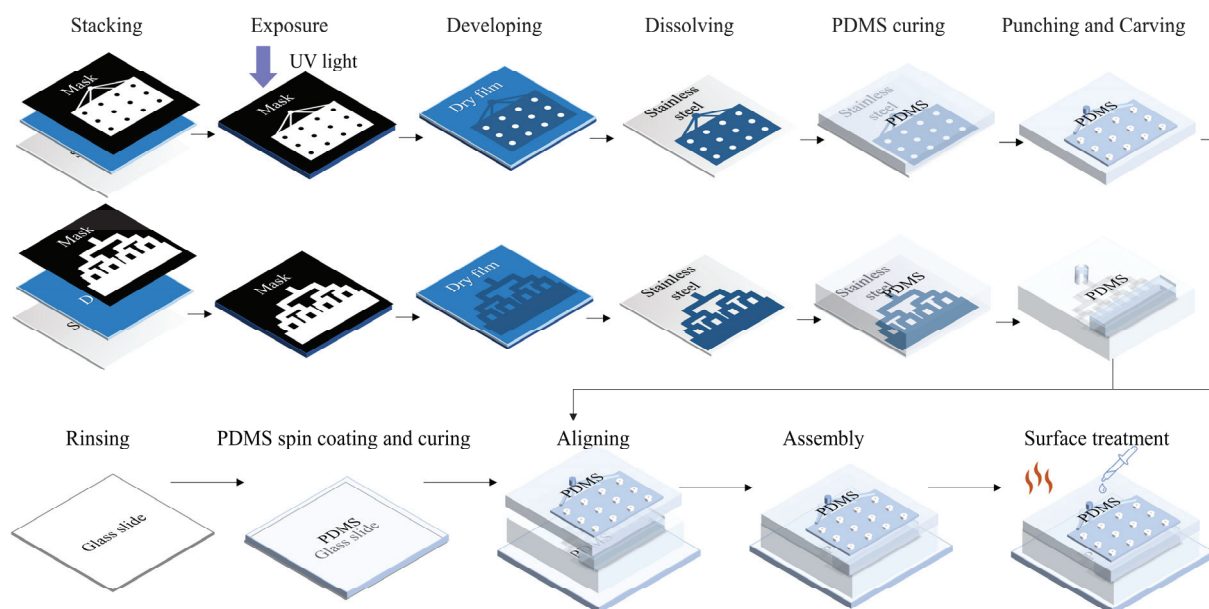 Stacking
Exposure
Developing
Dissolving
PDMS curing
Punching and Carving
UV light
Mask
Mask
Dry film
Stainless
steel
Stainless
steel
PDMS
PDMS
Mask
Mask
Dry film
Stainless
steel
Stainless
steel
PDMS
PDMS
Rinsing
PDMS spin coating and curing
Aligning
Assembly
Surface treatment
Glass slide
PDMS
Glass slide
PDMS
PDMS
PDMS